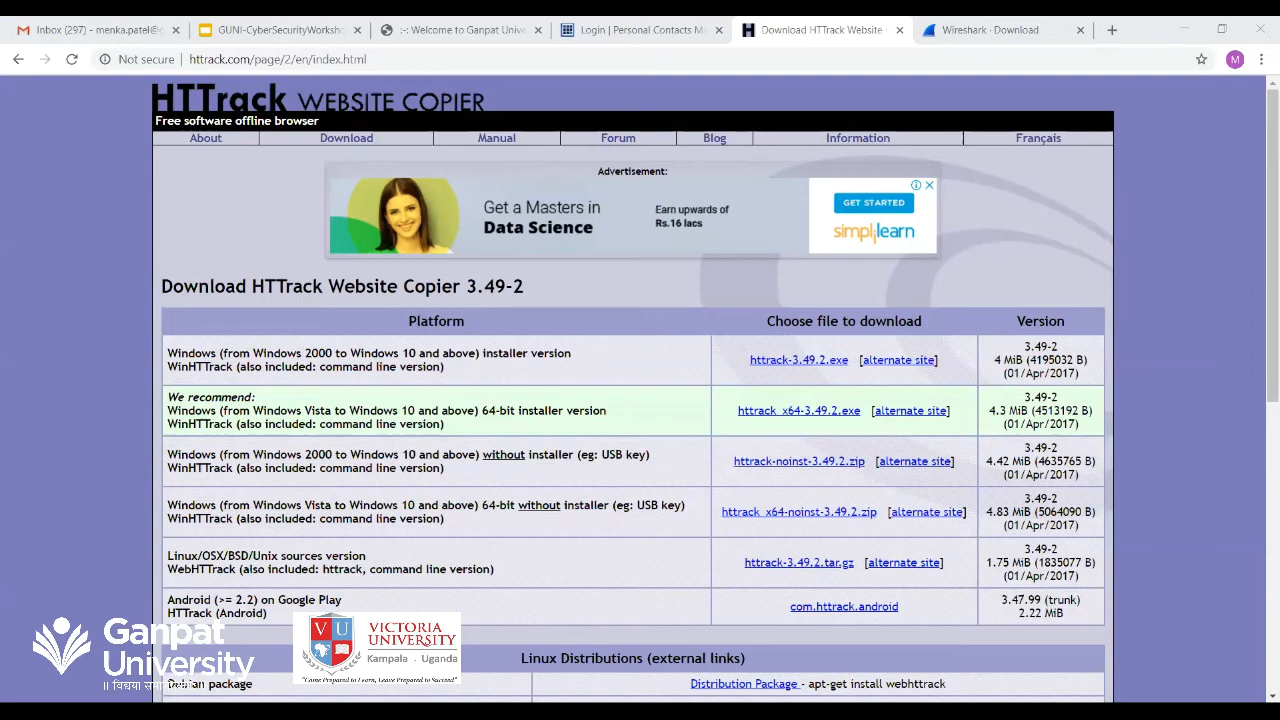 Inbox (297) - menka.patel@g
GUNI-CyberSecurityWorksho
:-: Welcome to Ganpat Unive
Login | Personal Contacts M
Download HTTrack Website
Wireshark · Download
Not secure | httrack.com/page/2/en/index.html
M
HTTrack WEBSITE COPIER
Free software offline browser
About Download Manual Forum Blog Information Français
Advertisement:
Get a Masters in
Data Science
Earn upwards of
Rs.16 lacs
GET STARTED
simplilearn
Download HTTrack Website Copier 3.49-2
Platform Choose file to download Version
Windows (from Windows 2000 to Windows 10 and above) installer version
WinHTTrack (also included: command line version)
httrack-3.49.2.exe [alternate site]
3.49-2
4 MiB (4195032 B)
(01/Apr/2017)
We recommend:
Windows (from Windows Vista to Windows 10 and above) 64-bit installer version
WinHTTrack (also included: command line version)
httrack_x64-3.49.2.exe [alternate site]
3.49-2
4.3 MiB (4513192 B)
(01/Apr/2017)
Windows (from Windows 2000 to Windows 10 and above) without installer (eg: USB key)
WinHTTrack (also included: command line version)
httrack-noinst-3.49.2.zip [alternate site]
3.49-2
4.42 MiB (4635765 B)
(01/Apr/2017)
Windows (from Windows Vista to Windows 10 and above) 64-bit without installer (eg: USB key)
WinHTTrack (also included: command line version)
httrack_x64-noinst-3.49.2.zip [alternate site]
3.49-2
4.83 MiB (5064090 B)
(01/Apr/2017)
Linux/OSX/BSD/Unix sources version
WebHTTrack (also included: httrack, command line version)
httrack-3.49.2.tar.gz [alternate site]
3.49-2
1.75 MiB (1835077 B)
(01/Apr/2017)
Android (>= 2.2) on Google Play
HTTrack (Android)
com.httrack.android
3.47.99 (trunk)
2.22 MiB
Linux Distributions (external links)
package
Distribution Package - apt-get install webhttrack
Ganpat
University
VU
VICTORIA
UNIVERSITY
Kampala - Uganda
"Come Prepared to Learn, Leave Prepared to Succeed"